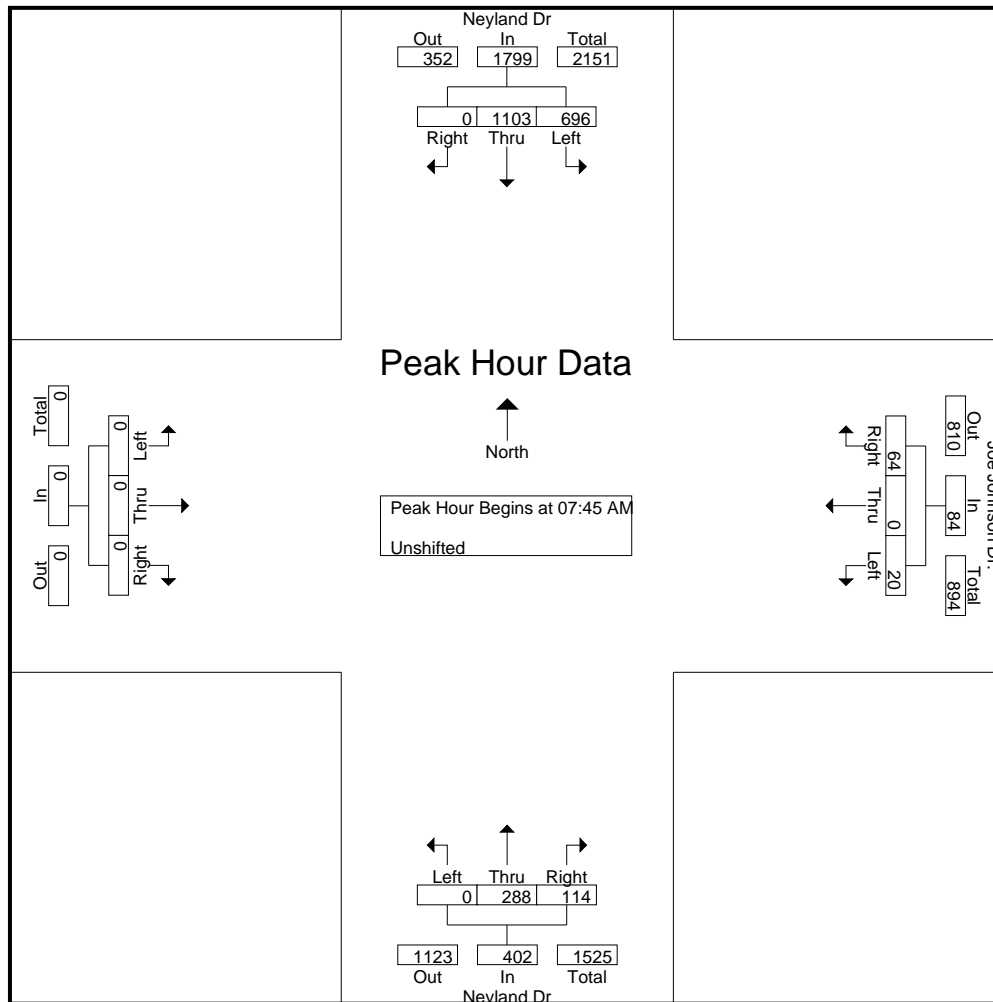 Neyland Dr
Out In Total
352 1799 2151
0 1103 696
Right Thru Left
Peak Hour Data
North
Peak Hour Begins at 07:45 AM
Unshifted
Total In Out
0 0 0
0 0 0
Left Thru Right
Right Thru Left
64 0 20
810 84 894
Out In Total
Joe Johnson Dr.
Left Thru Right
0 288 114
1123 402 1525
Out In Total
Neyland Dr